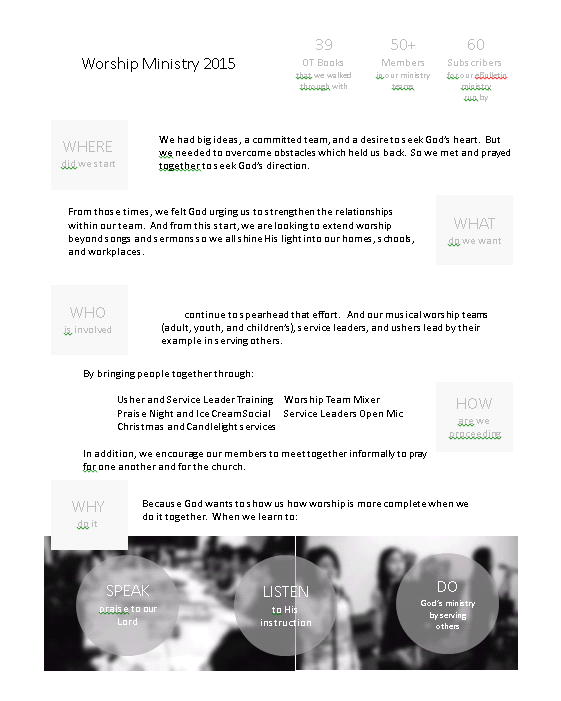 Worship Ministry 2015
39
OT Books
that we walked
through with
50+
Members
in our ministry
teams
60
Subscribers
for our eBulletin
ministry
run by
WHERE
did we start
We had big ideas, a committed team, and a desire to seek God's heart. But
we needed to overcome obstacles which held us back. So we met and prayed
together to seek God's direction.
From those times, we felt God urging us to strengthen the relationships
within our team. And from this start, we are looking to extend worship
beyond songs and sermons so we all shine His light into our homes, schools,
and workplaces.
WHAT
do we want
WHO
is involved
continue to spearhead that effort. And our musical worship teams
(adult, youth, and children's), service leaders, and ushers lead by their
example in serving others.
By bringing people together through:
Usher and Service Leader Training Worship Team Mixer
Praise Night and Ice Cream Social Service Leaders Open Mic
Christmas and Candlelight services
HOW
are we
proceeding
In addition, we encourage our members to meet together informally to pray
for one another and for the church.
WHY
do it
Because God wants to show us how worship is more complete when we
do it together. When we learn to:
SPEAK
praise to our
Lord
LISTEN
to His
instruction
DO
God's ministry
by serving
others